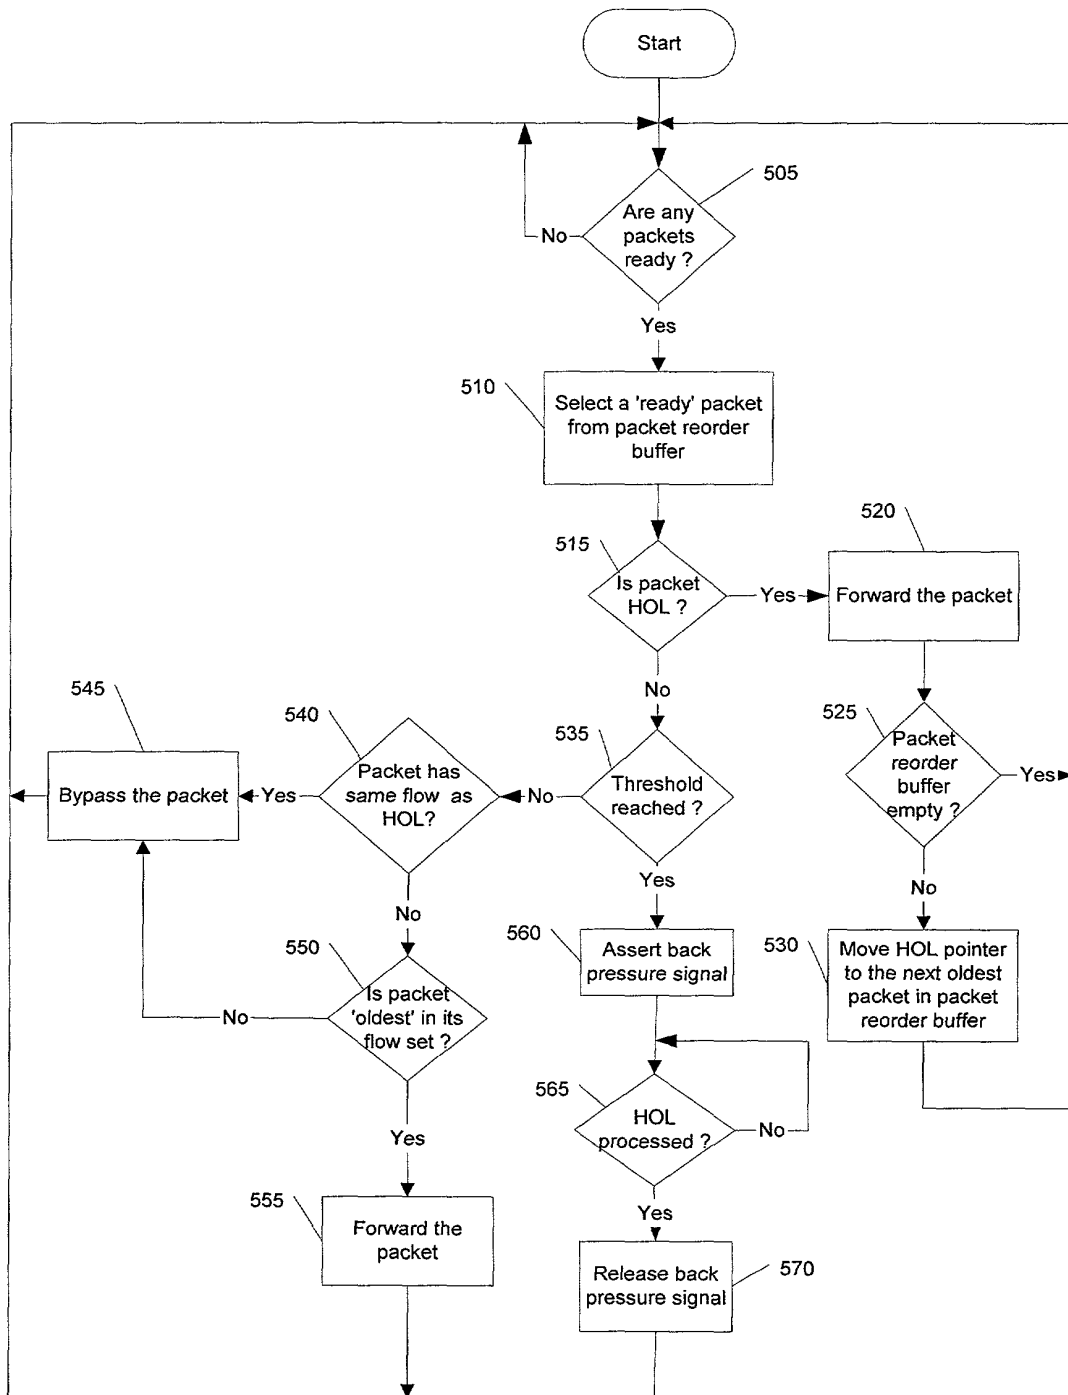 Start
505
Are any
packets
ready ?
No
Yes
510
Select a 'ready' packet
from packet reorder
buffer
520
515
Is packet
HOL ?
Yes
Forward the packet
No
545
540
535
525
Packet
reorder
buffer
empty ?
Yes
Bypass the packet
Yes
Packet has
same flow as
HOL?
No
Threshold
reached ?
Yes
No
No
550
560
Assert back
pressure signal
530
Move HOL pointer
to the next oldest
packet in packet
reorder buffer
Is packet
'oldest' in its
flow set ?
No
565
HOL
processed ?
No
Yes
Yes
555
Forward the
packet
Release back
pressure signal
570